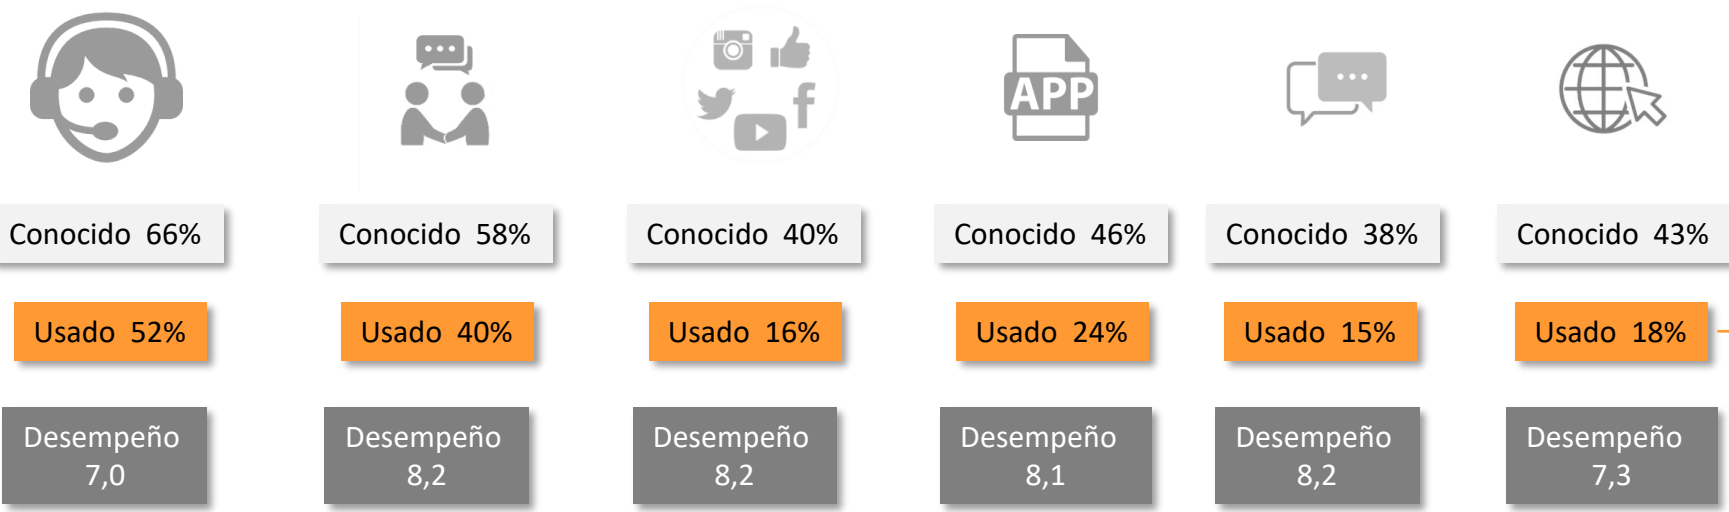 APP
Conocido 66%
Conocido 58%
Conocido 40%
Conocido 46%
Conocido 38%
Conocido 43%
Usado 52%
Usado 40%
Usado 16%
Usado 24%
Usado 15%
Usado 18%
Desempeño
7,0
Desempeño
8,2
Desempeño
8,2
Desempeño
8,1
Desempeño
8,2
Desempeño
7,3